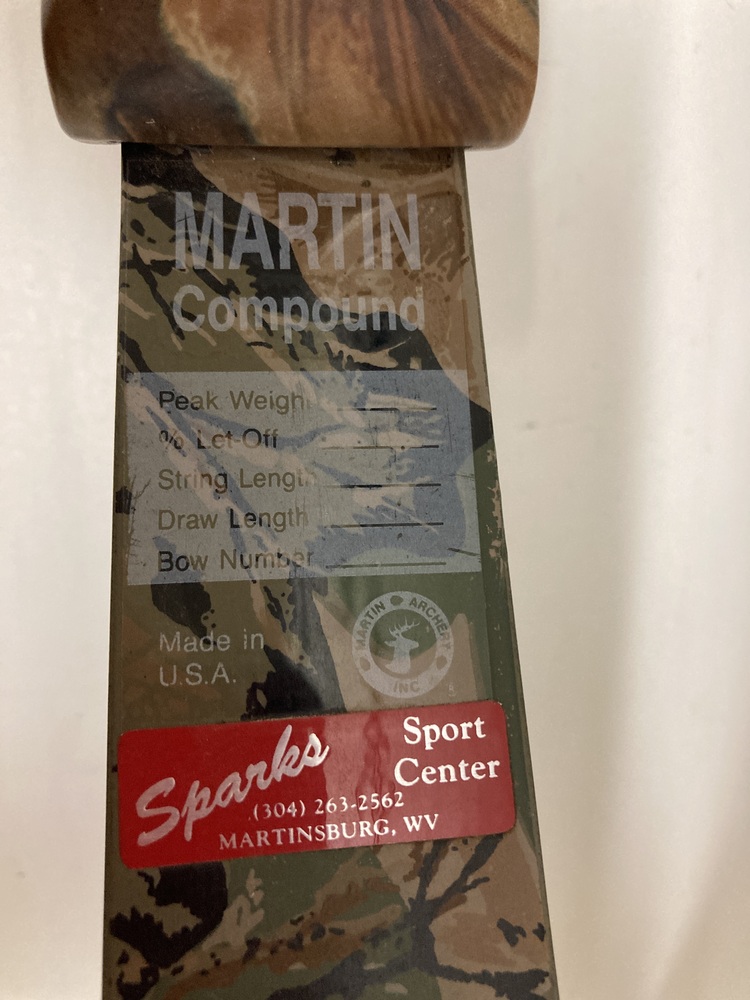 MARTIN
Compound
Peak Weight
% Let-Off
String Length
Draw Length
Bow Number
Made in
U.S.A.
MARTIN ARCHERY
INC
Sparks Sport
Center
(304) 263-2562
MARTINSBURG, WV